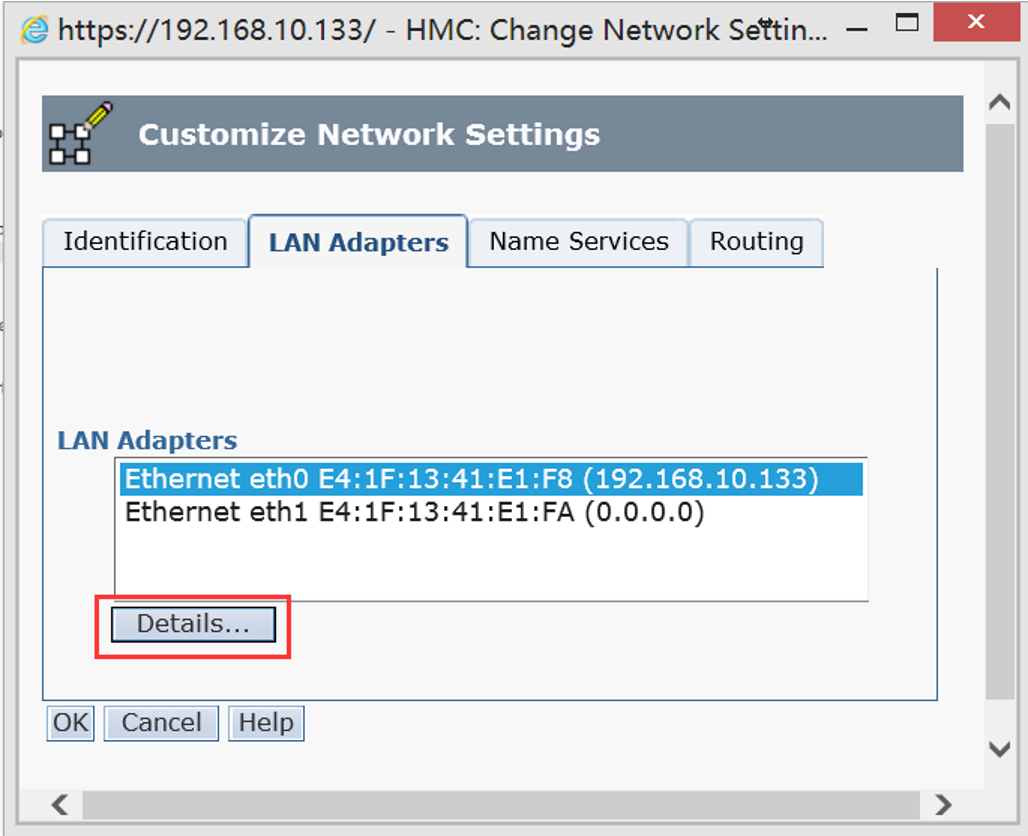 https://192.168.10.133/ - HMC: Change Network Settin...
Customize Network Settings
Identification
LAN Adapters
Name Services
Routing
LAN Adapters
Ethernet eth0 E4:1F:13:41:E1:F8 (192.168.10.133)
Ethernet eth1 E4:1F:13:41:E1:FA (0.0.0.0)
Details...
OK
Cancel
Help